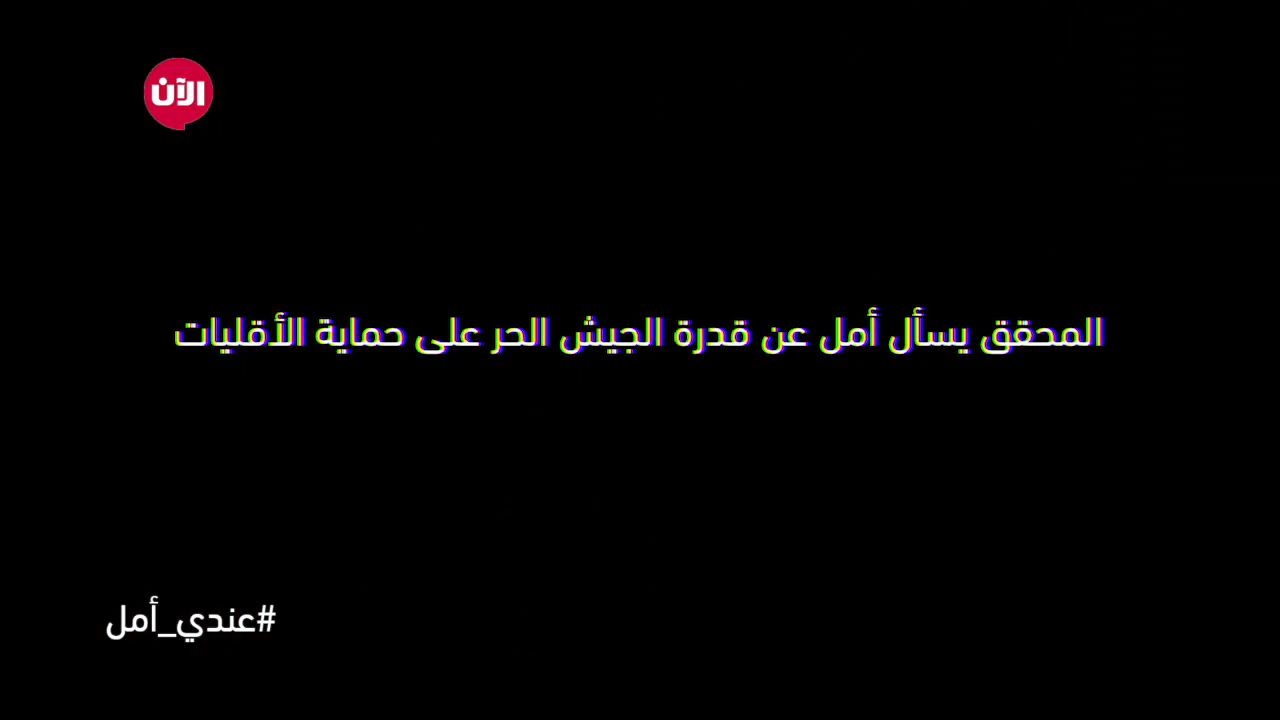 الآن
المحقق يسأل أمل عن قدرة الجيش الحر على حماية الأقليات
#عندي_أمل